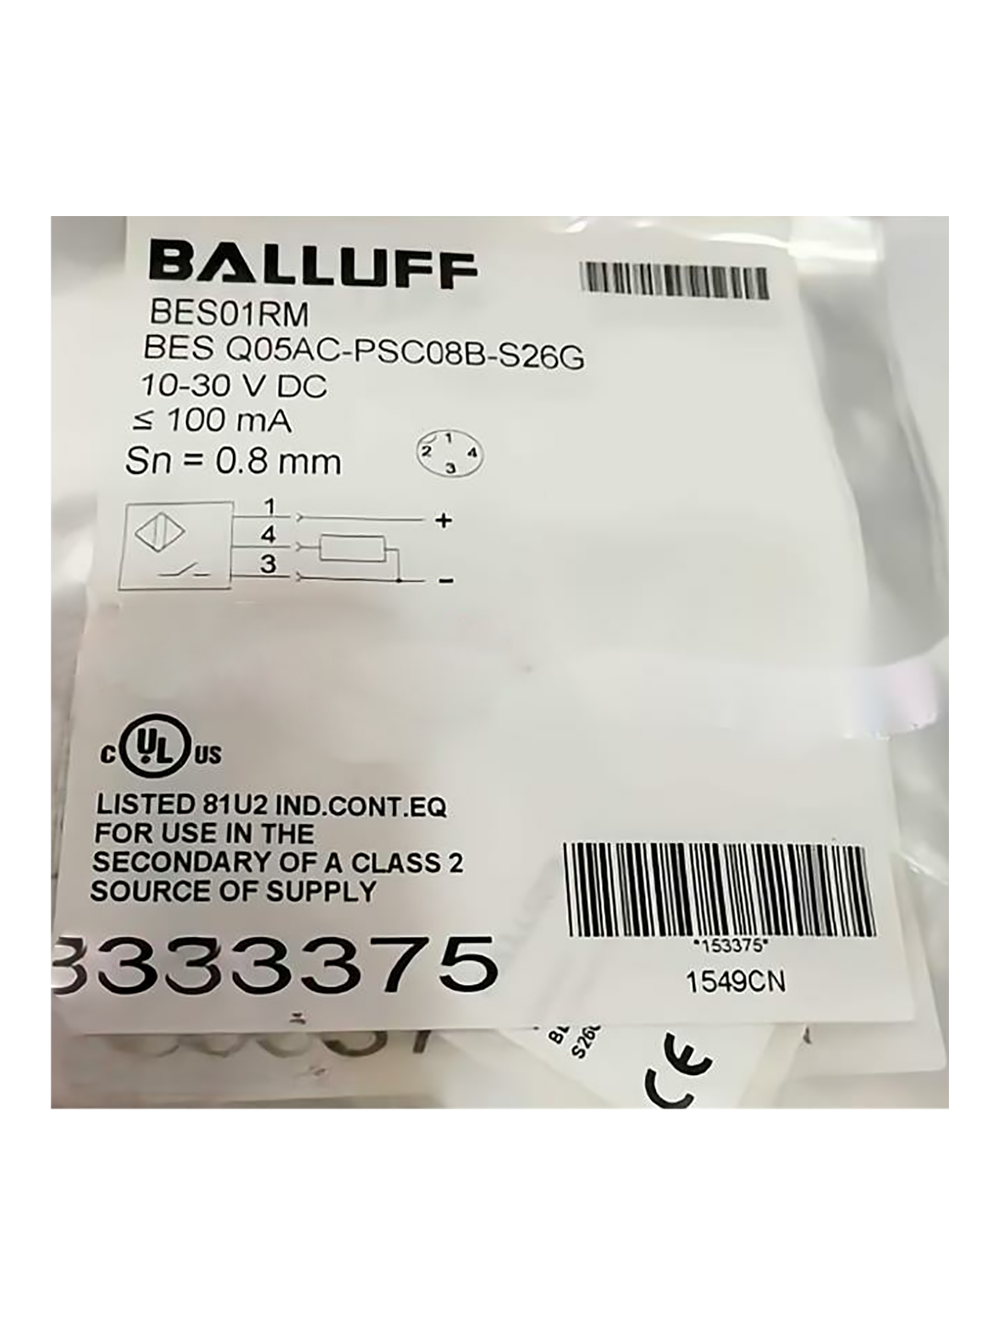 BALLUFF
BES01RM
BES Q05AC-PSC08B-S26G
10-30 V DC
≤ 100 mA
Sn = 0.8 mm
1
2 4
3
1 +
4
3 -
c UL US
LISTED 81U2 IND.CONT.EQ
FOR USE IN THE
SECONDARY OF A CLASS 2
SOURCE OF SUPPLY
3333375
*153375*
1549CN
CE